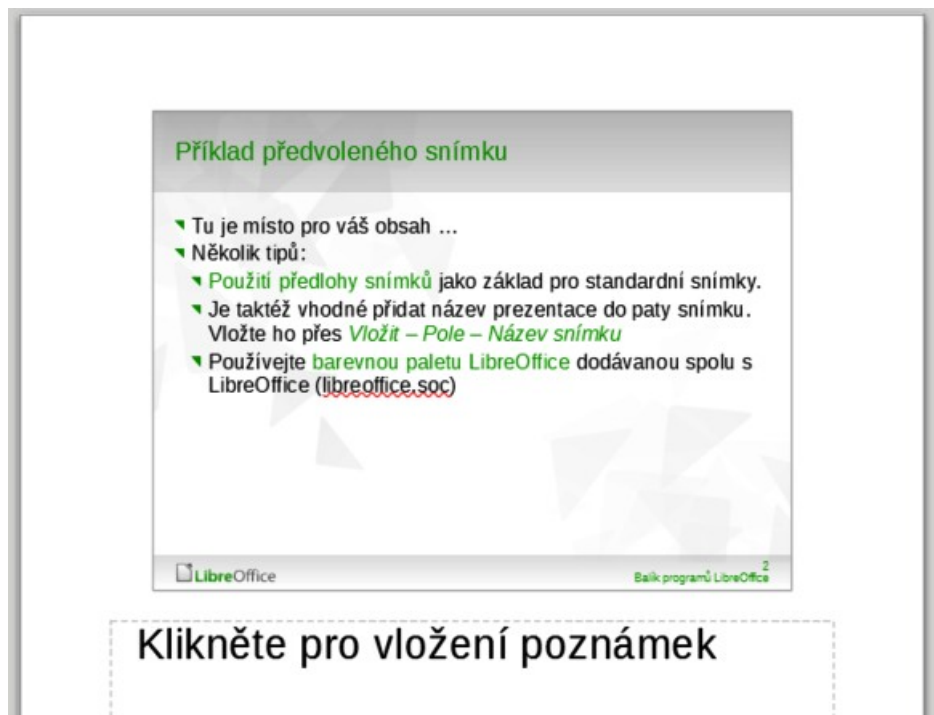 Příklad předvoleného snímku
Tu je místo pro váš obsah …
Několik tipů:
Použití předlohy snímků jako základ pro standardní snímky.
Je taktéž vhodné přidat název prezentace do paty snímku.
Vložte ho přes Vložit – Pole – Název snímku
Používejte barevnou paletu LibreOffice dodávanou spolu s
LibreOffice (libreoffice.soc)
LibreOffice
2
Balík programů LibreOffice
Klikněte pro vložení poznámek